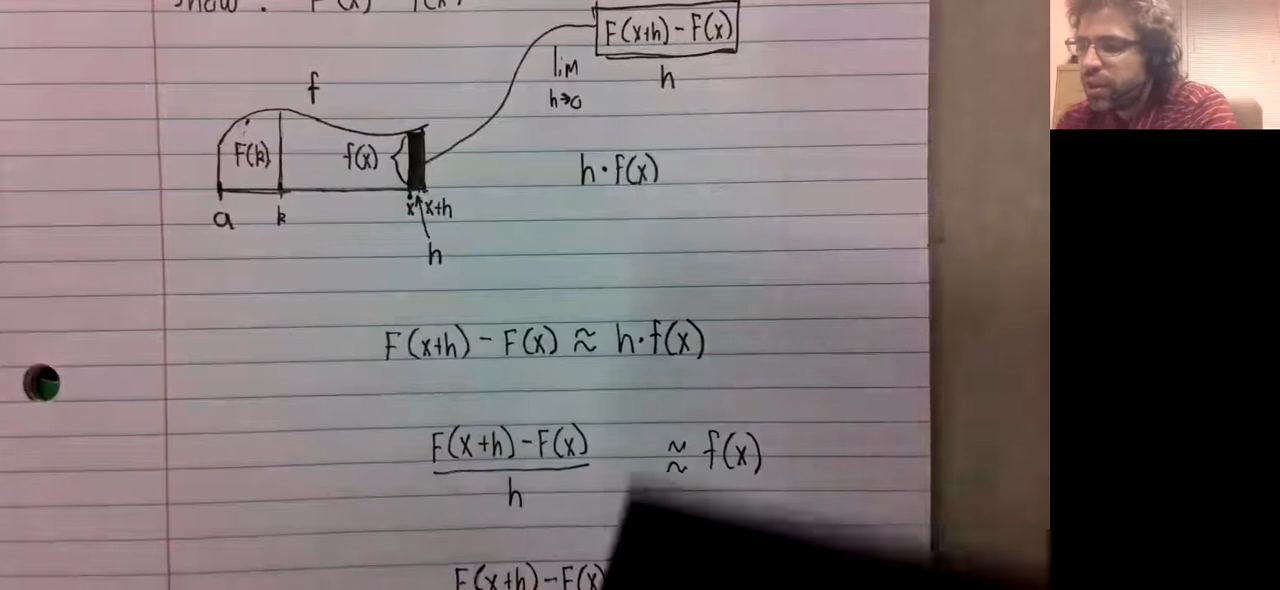 F(x+h) - F(x)
h
lim
h→0
f
F(k)
f(x)
h·f(x)
a
k
x
x+h
h
F(x+h) - F(x) ≈ h·f(x)
F(x+h) - F(x)
h
≈ f(x)
F(x+h) - F(x)